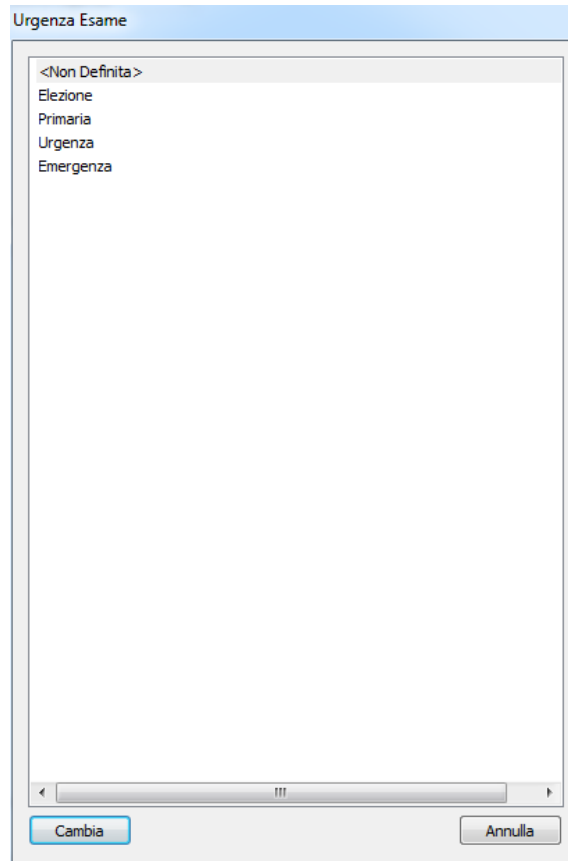 Urgenza Esame
<Non Definita>
Elezione
Primaria
Urgenza
Emergenza
Cambia
Annulla